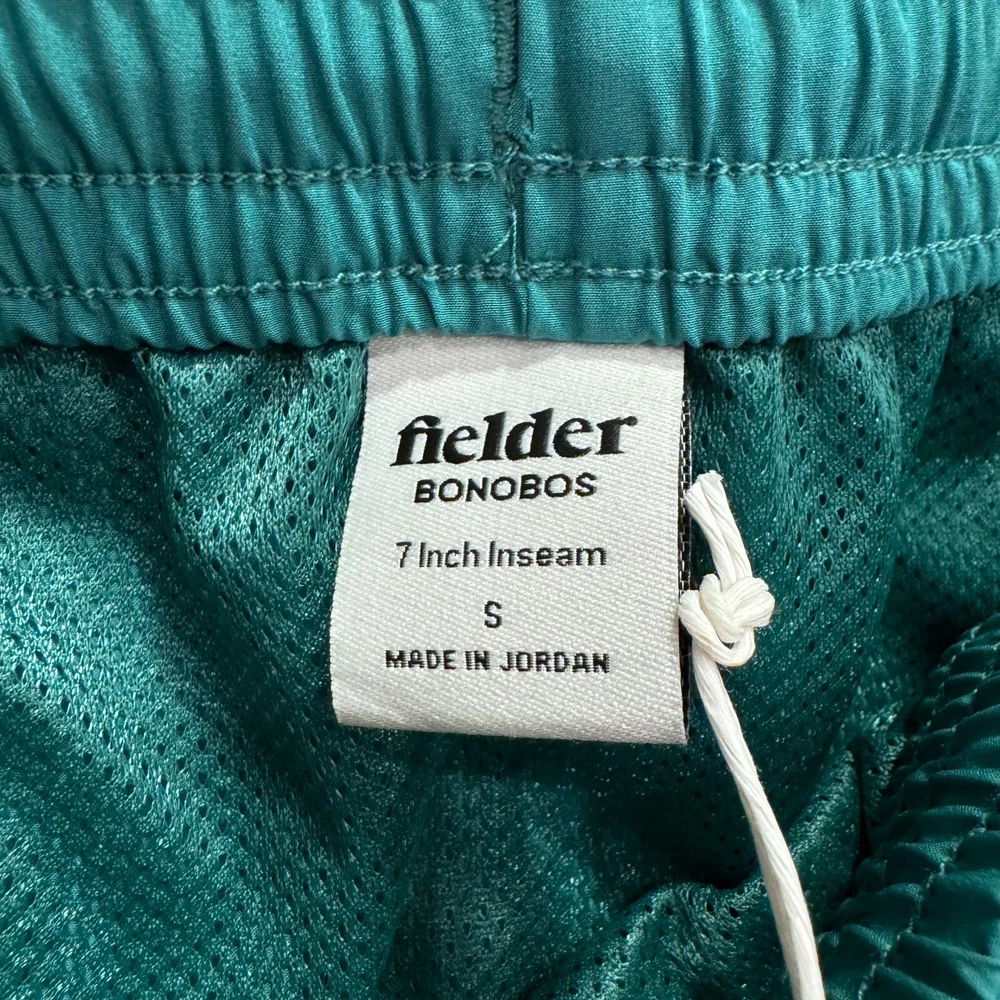 fielder
BONOBOS
7 Inch Inseam
S
MADE IN JORDAN